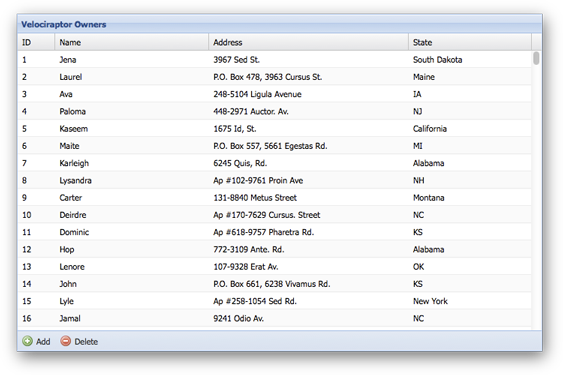 Velociraptor Owners
ID Name Address State
1 Jena 3967 Sed St. South Dakota
2 Laurel P.O. Box 478, 3963 Cursus St. Maine
3 Ava 248-5104 Ligula Avenue IA
4 Paloma 448-2971 Auctor. Av. NJ
5 Kaseem 1675 Id, St. California
6 Maite P.O. Box 557, 5661 Egestas Rd. MI
7 Karleigh 6245 Quis, Rd. Alabama
8 Lysandra Ap #102-9761 Proin Ave NH
9 Carter 131-8840 Metus Street Montana
10 Deirdre Ap #170-7629 Cursus. Street NC
11 Dominic Ap #618-9757 Pharetra Rd. KS
12 Hop 772-3109 Ante. Rd. Alabama
13 Lenore 107-9328 Erat Av. OK
14 John P.O. Box 661, 6238 Vivamus Rd. KS
15 Lyle Ap #258-1054 Sed Rd. New York
16 Jamal 9241 Odio Av. NC
Add Delete